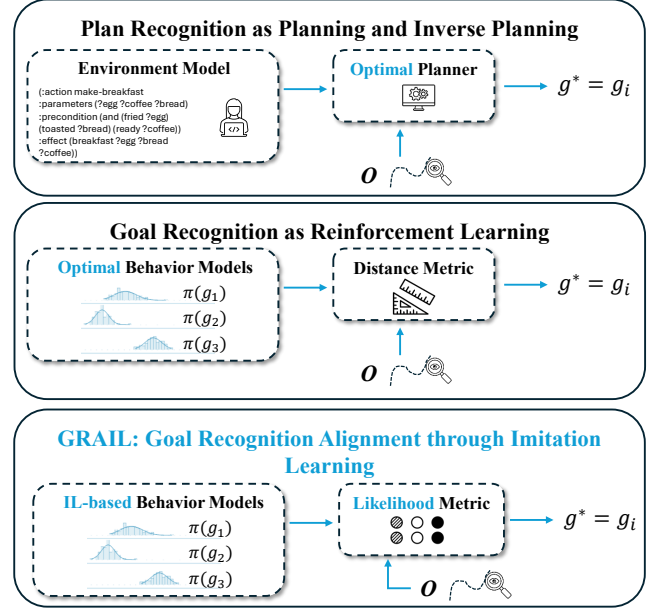 Plan Recognition as Planning and Inverse Planning
Environment Model
(:action make-breakfast
:parameters (?egg ?coffee ?bread)
:precondition (and (fried ?egg)
(toasted ?bread) (ready ?coffee))
:effect (breakfast ?egg ?bread
?coffee))
</>
Optimal Planner
g* = gᵢ
O
Goal Recognition as Reinforcement Learning
Optimal Behavior Models
π(g₁)
π(g₂)
π(g₃)
Distance Metric
g* = gᵢ
O
GRAIL: Goal Recognition Alignment through Imitation
Learning
IL-based Behavior Models
π(g₁)
π(g₂)
π(g₃)
Likelihood Metric
g* = gᵢ
O